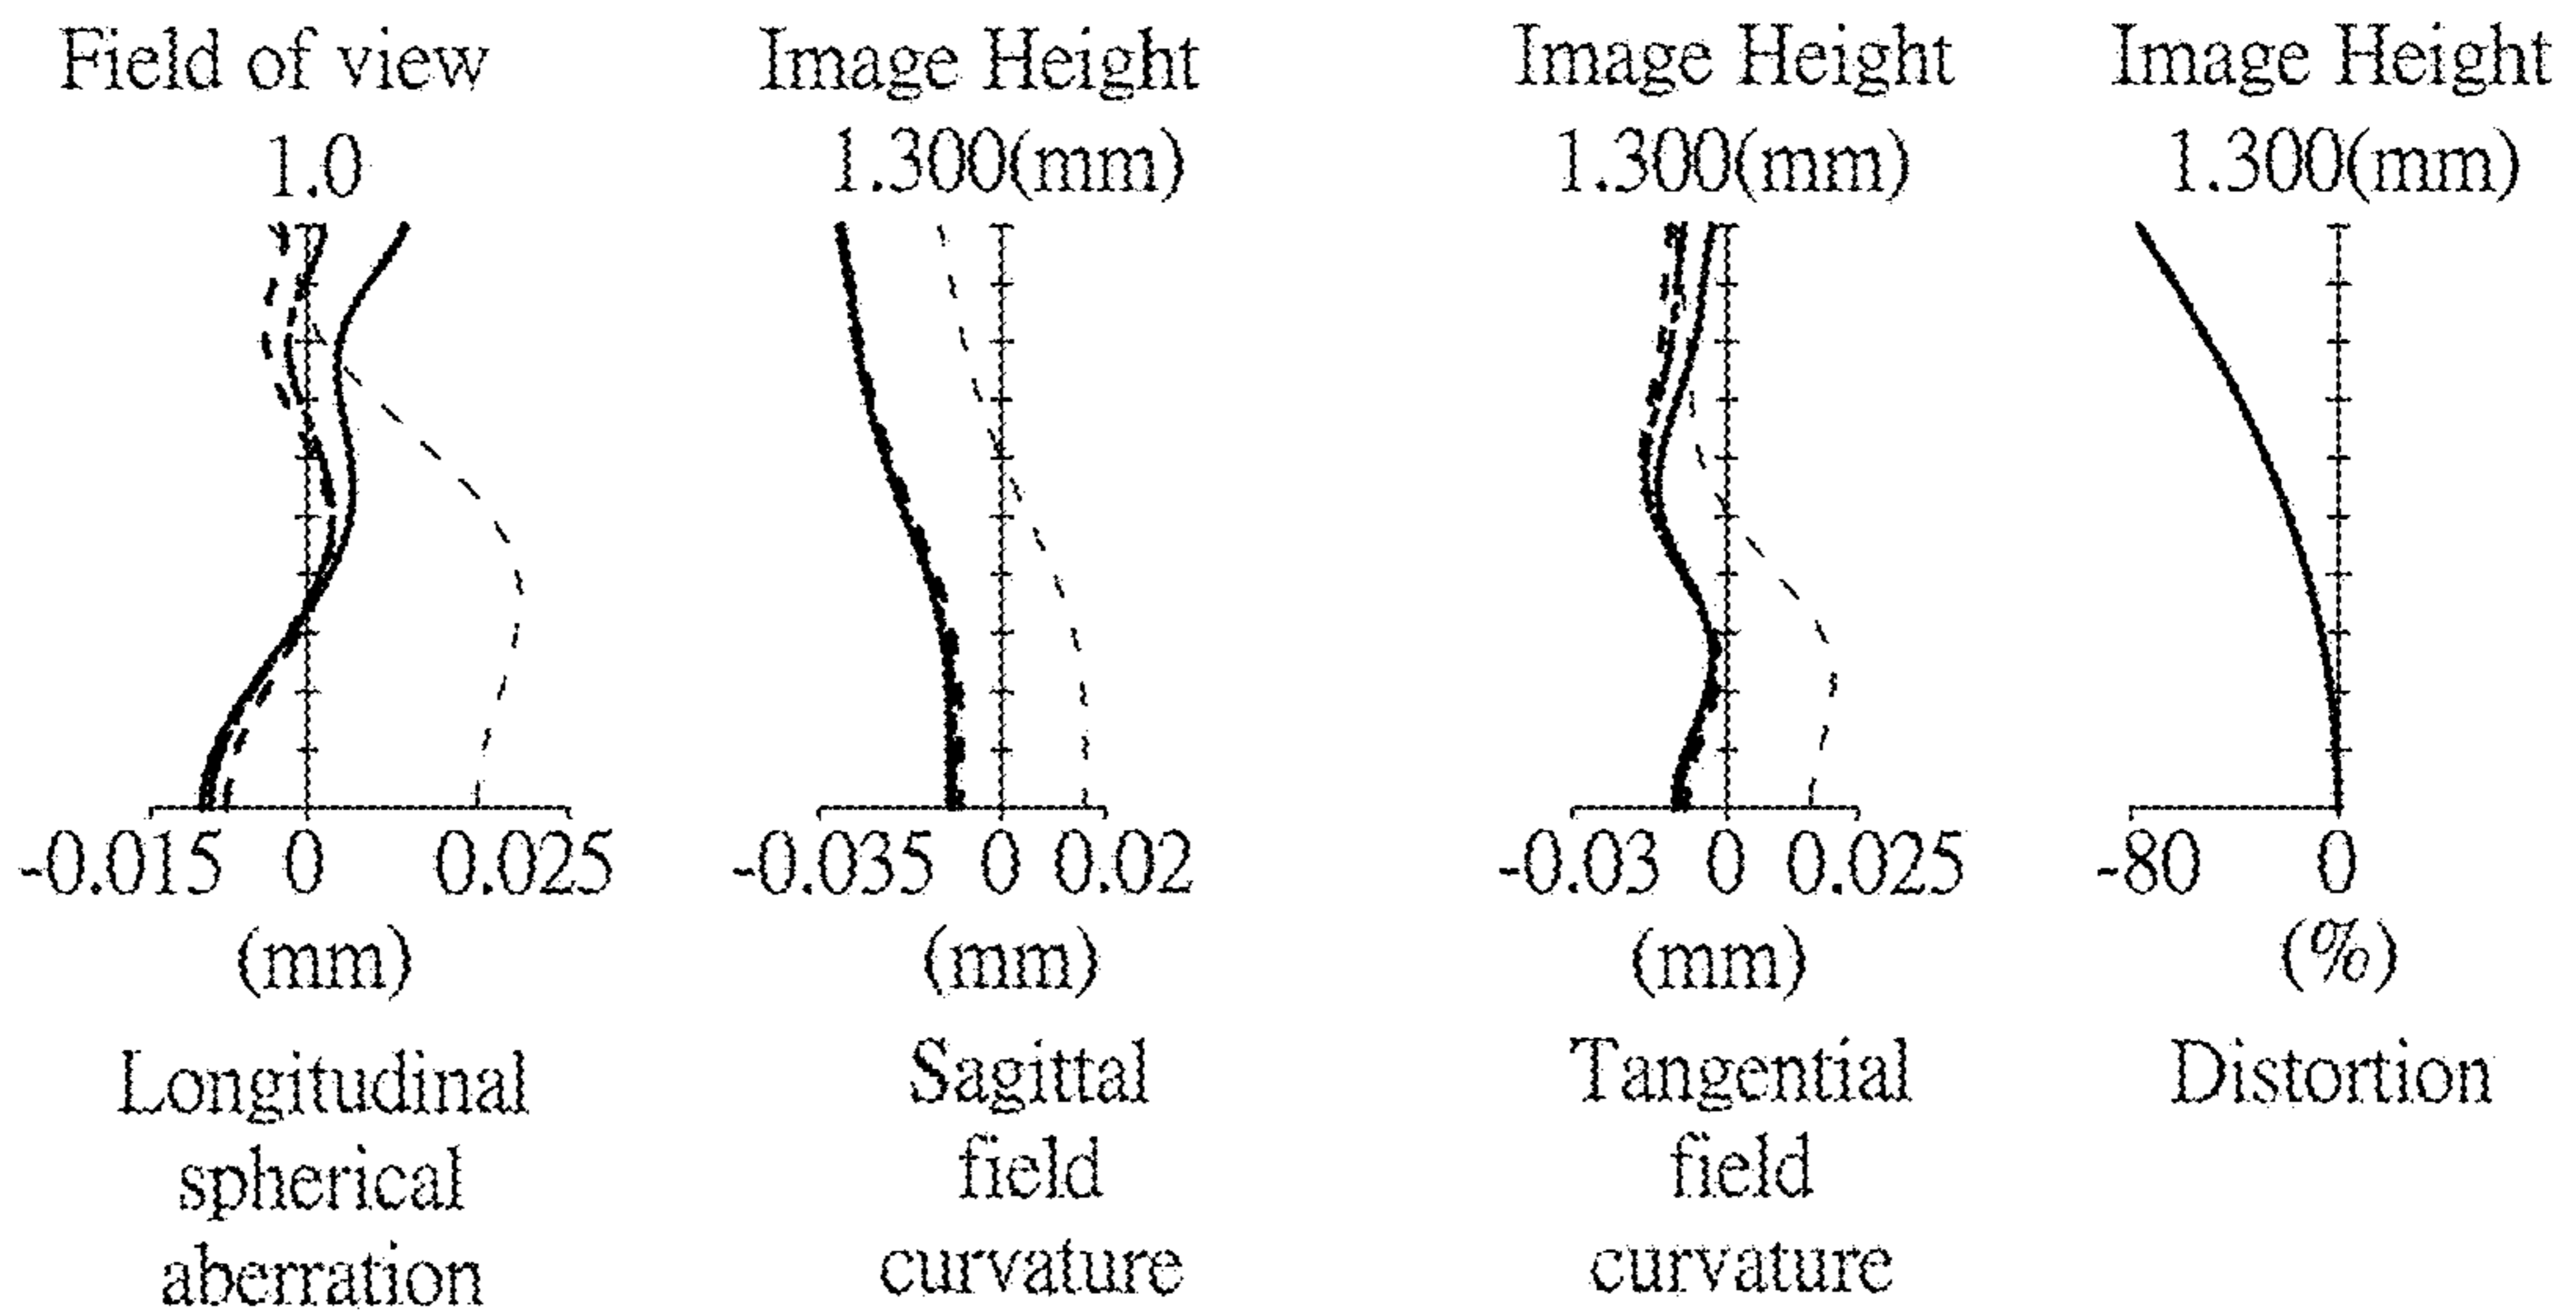 Field of view
1.0
-0.015 0 0.025
(mm)
Longitudinal
spherical
aberration
Image Height
1.300(mm)
-0.035 0 0.02
(mm)
Sagittal
field
curvature
Image Height
1.300(mm)
-0.03 0 0.025
(mm)
Tangential
field
curvature
Image Height
1.300(mm)
-80 0
(%)
Distortion